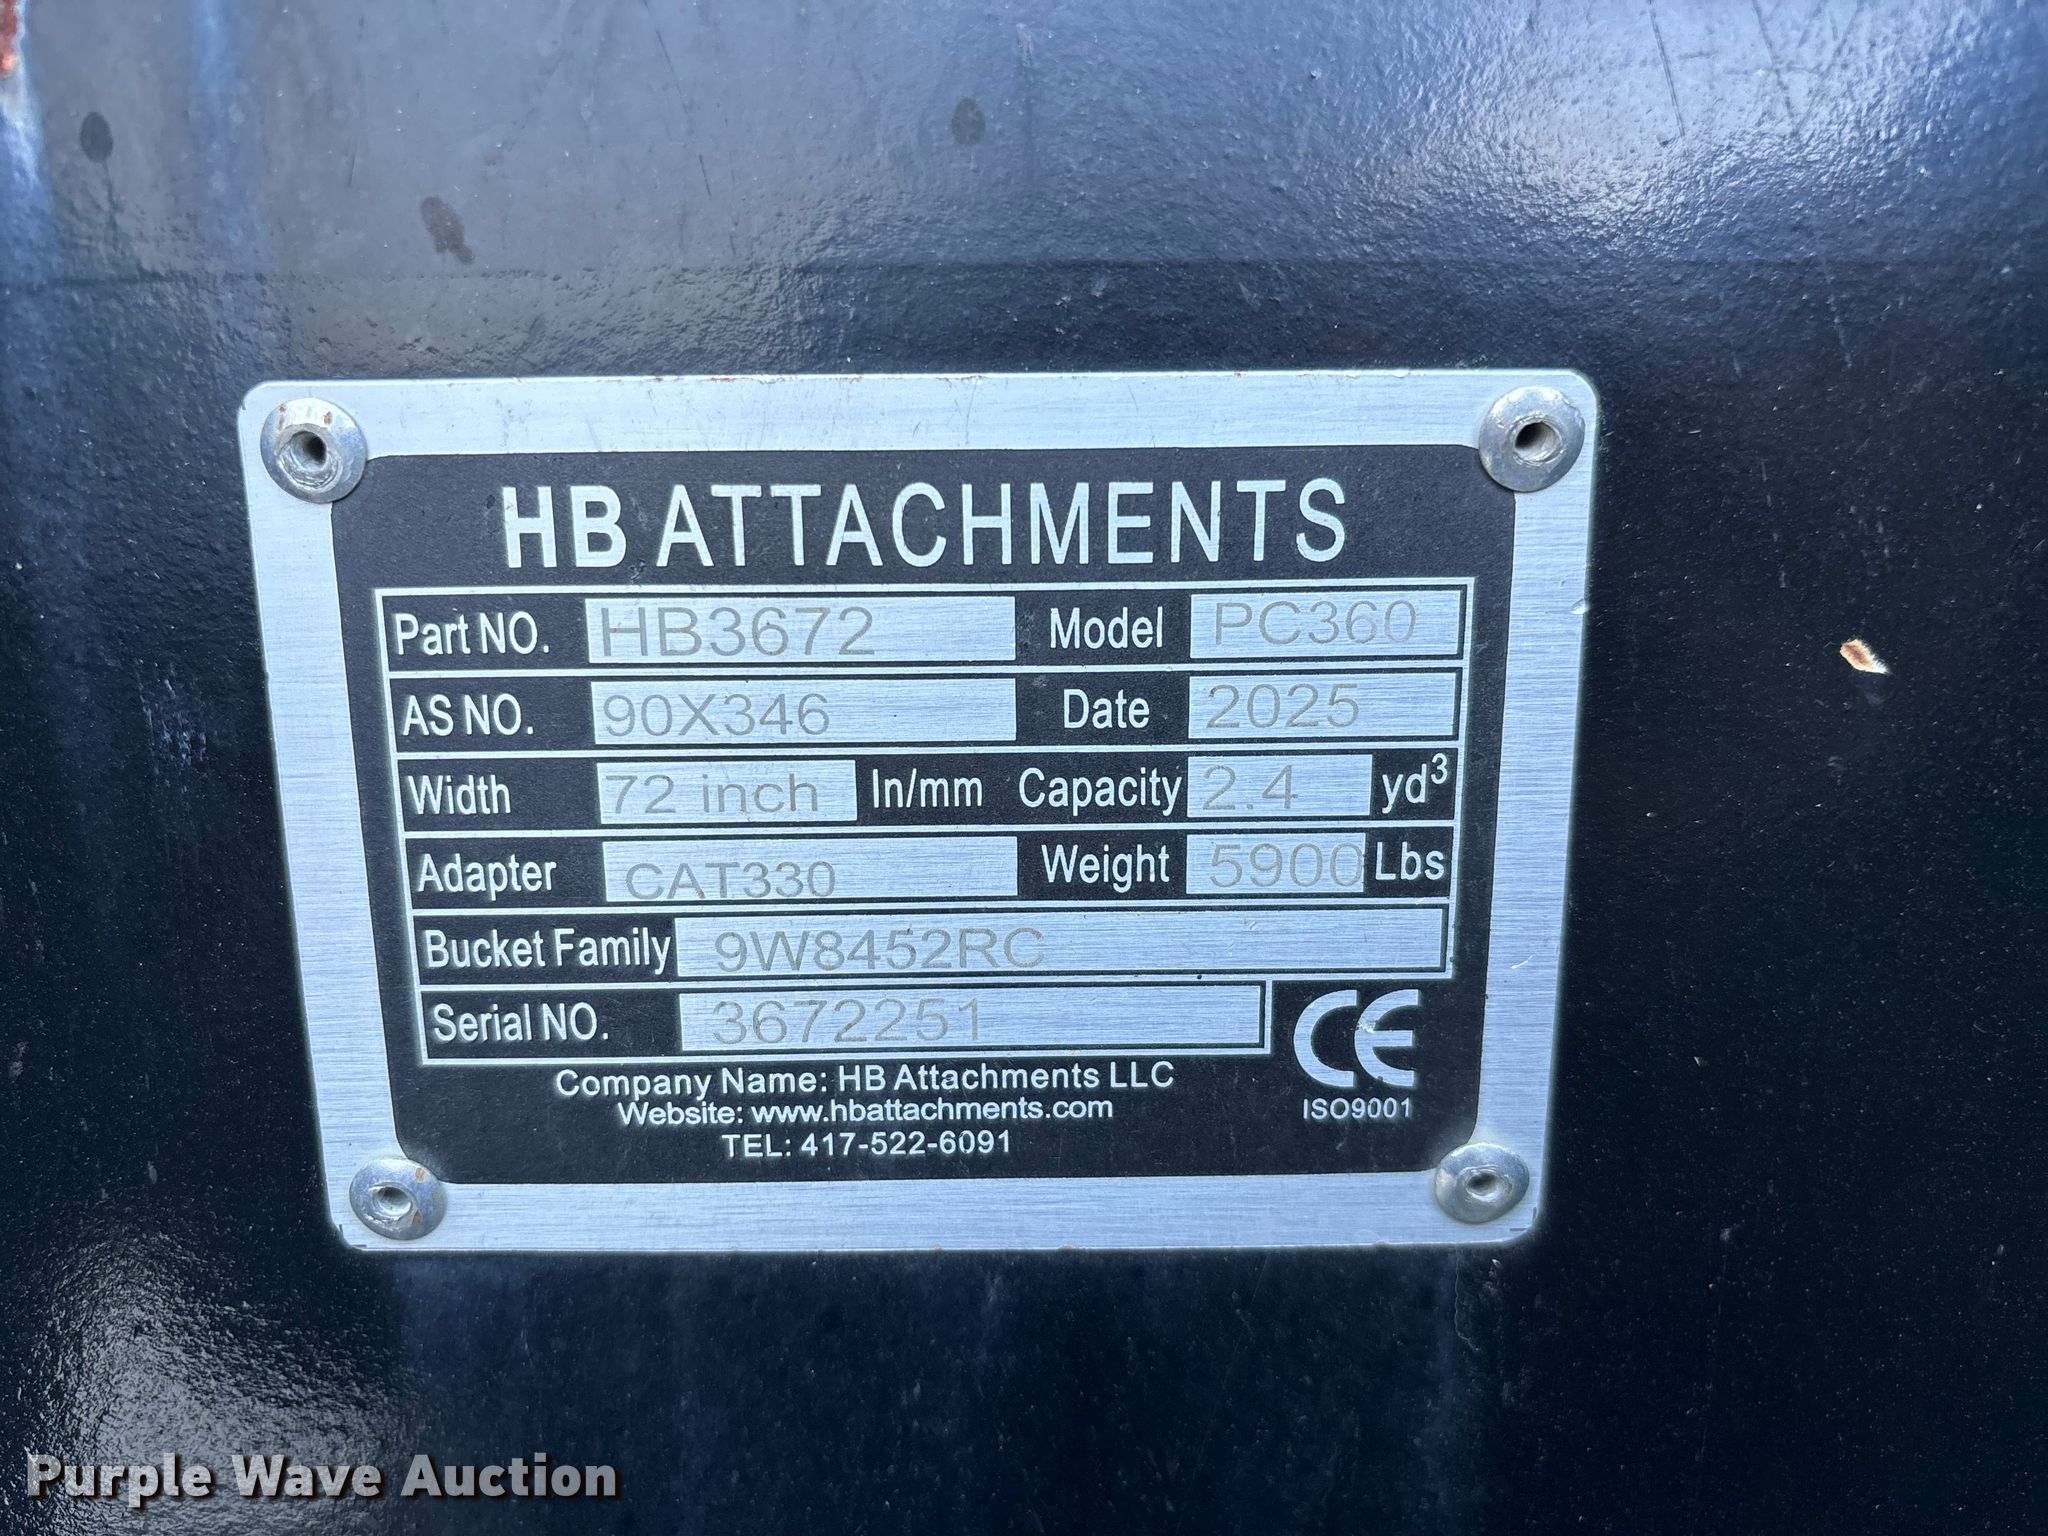 HB ATTACHMENTS
Part NO. HB3672 Model PC360
AS NO. 90X346 Date 2025
Width 72 inch In/mm Capacity 2.4 yd³
Adapter CAT330 Weight 5900 Lbs
Bucket Family 9W8452RC
Serial NO. 3672251 CE
Company Name: HB Attachments LLC
Website: www.hbattachments.com ISO9001
TEL: 417-522-6091
Purple Wave Auction